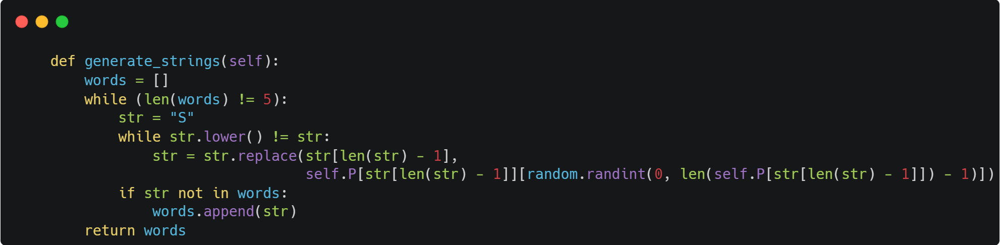 def generate_strings(self):
    words = []
    while (len(words) != 5):
        str = "S"
        while str.lower() != str:
            str = str.replace(str[len(str) - 1],
                              self.P[str[len(str) - 1]][random.randint(0, len(self.P[str[len(str) - 1]]) - 1)])
        if str not in words:
            words.append(str)
    return words